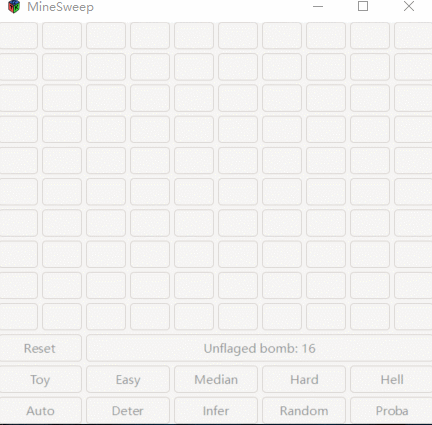 MineSweep
Reset Unflaged bomb: 16
Toy Easy Median Hard Hell
Auto Deter Infer Random Proba